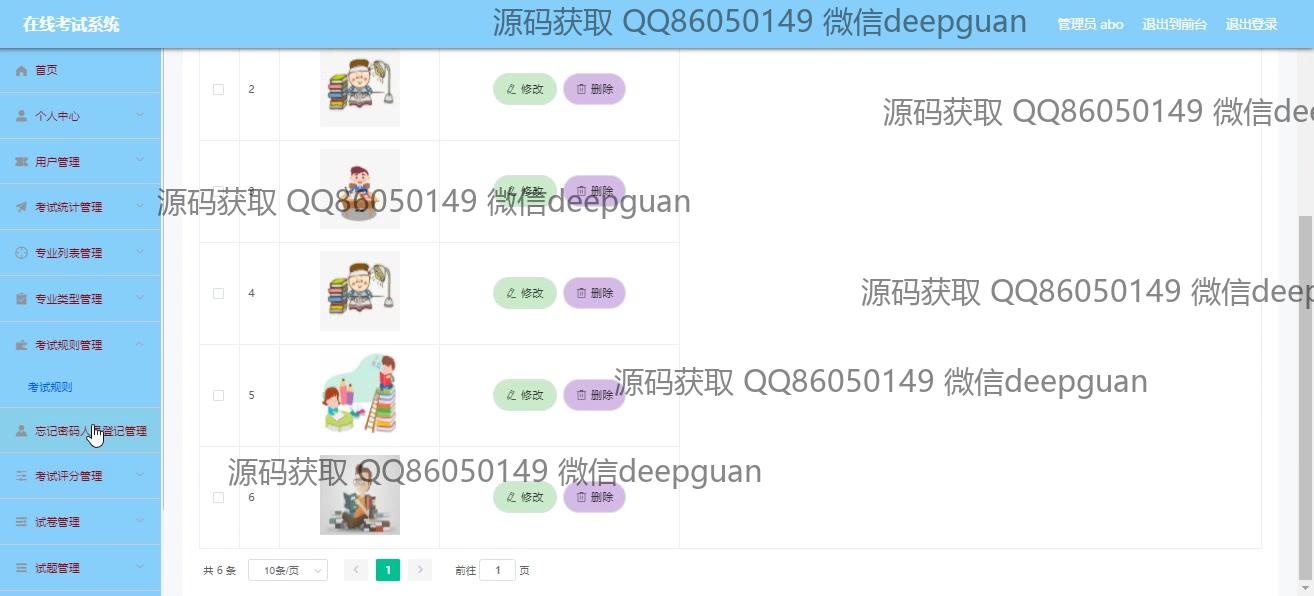 在线考试系统
源码获取 QQ86050149 微信deepguan
管理员 abo
退出到前台
退出登录
首页
个人中心
用户管理
考试统计管理
专业列表管理
专业类型管理
考试规则管理
考试规则
忘记密码人员登记管理
考试评分管理
试卷管理
试题管理
2
修改
删除
源码获取 QQ86050149 微信dee
3
修改
删除
源码获取 QQ86050149 微信deepguan
4
修改
删除
源码获取 QQ86050149 微信deep
5
修改
删除
源码获取 QQ86050149 微信deepguan
源码获取 QQ86050149 微信deepguan
6
修改
删除
共 6 条
10条/页
1
前往 1 页